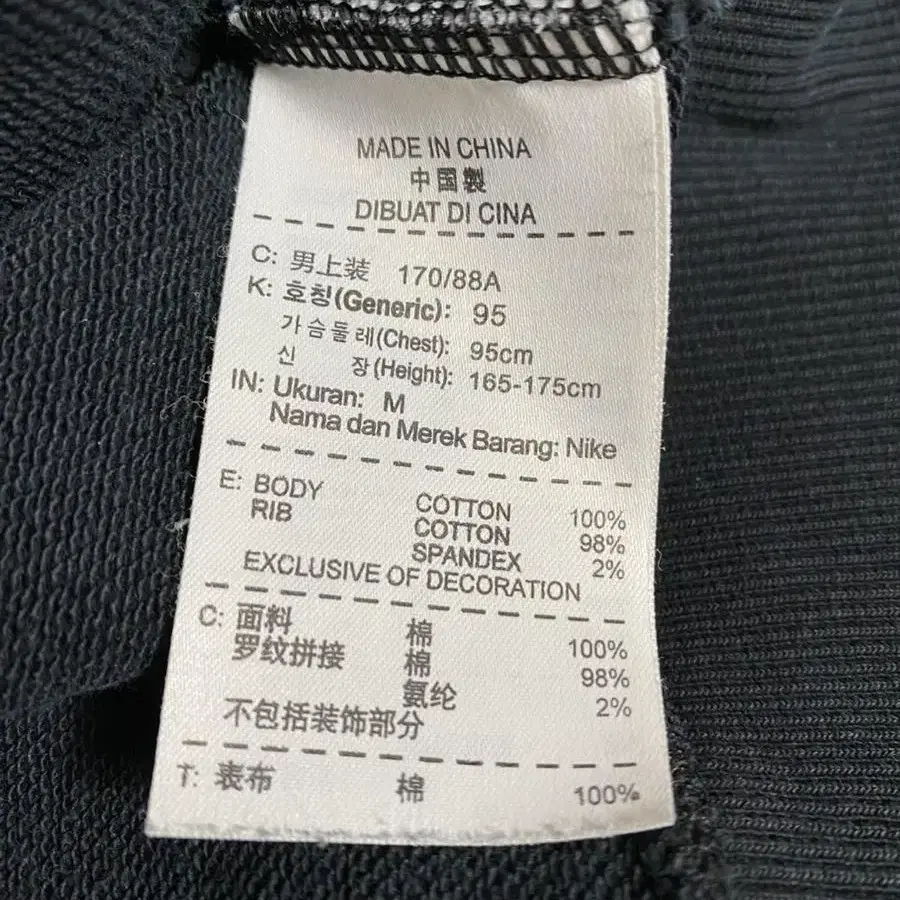 MADE IN CHINA
中国製
DIBUAT DI CINA
C: 男上装 170/88A
K: 호칭(Generic): 95
가슴둘레(Chest): 95cm
신 장(Height): 165-175cm
IN: Ukuran: M
Nama dan Merek Barang: Nike
E: BODY COTTON 100%
RIB COTTON 98%
SPANDEX 2%
EXCLUSIVE OF DECORATION
C: 面料 棉 100%
罗纹拼接 棉 98%
氨纶 2%
不包括装饰部分
T: 表布 棉 100%